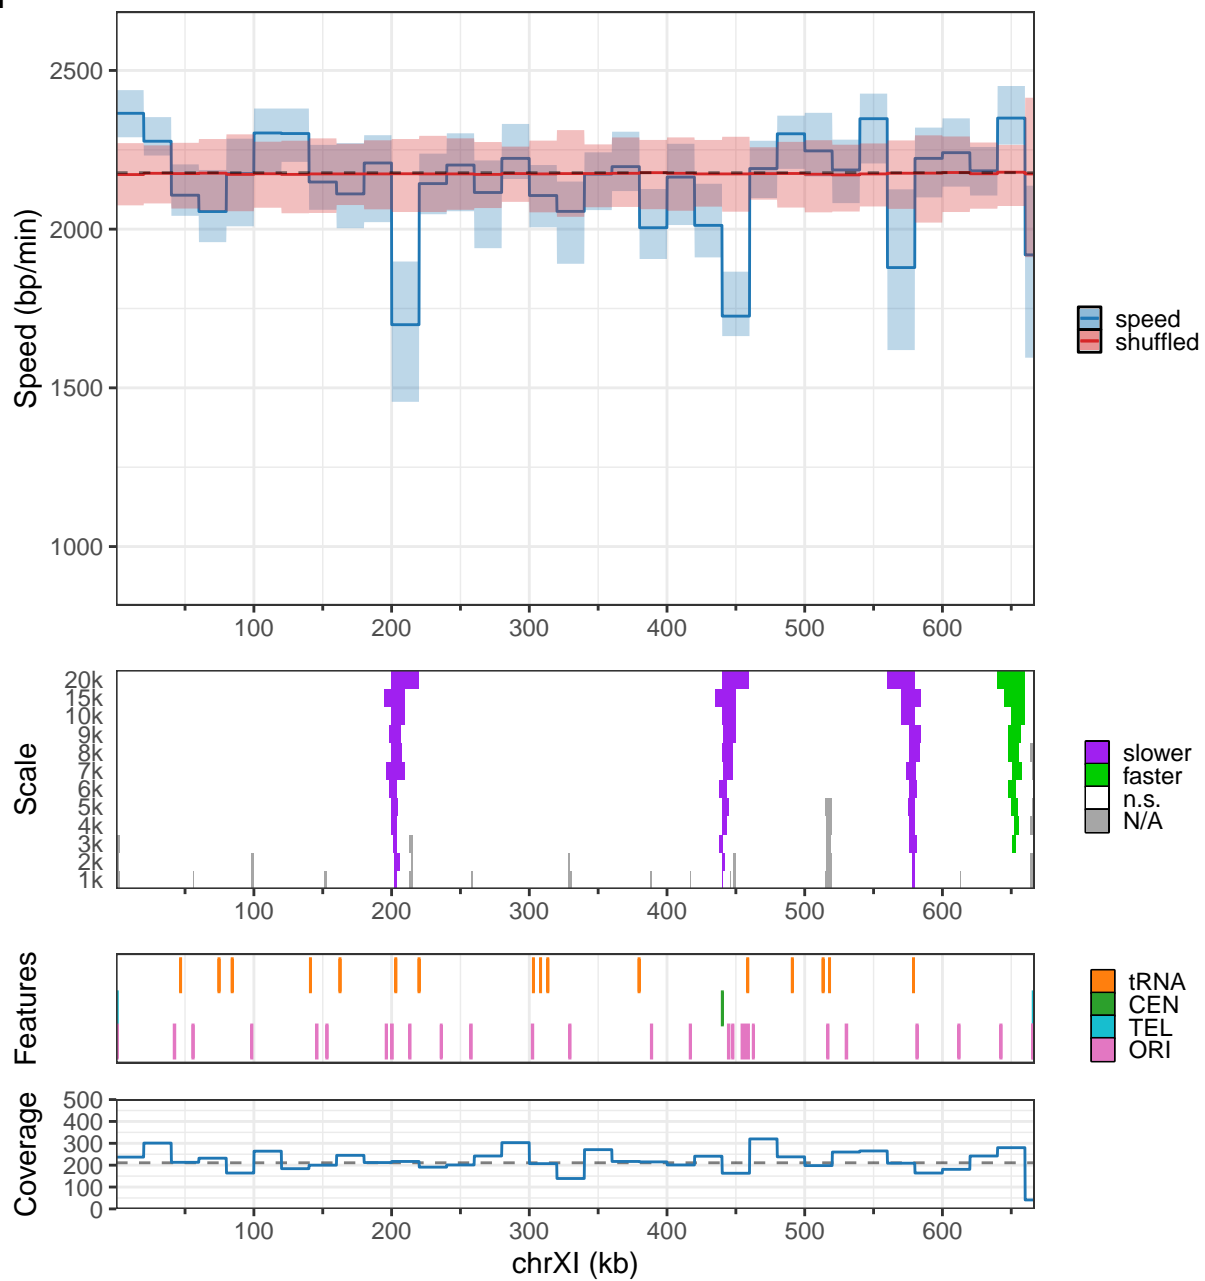 2500
2000
1500
1000
Speed (bp/min)
100 200 300 400 500 600
speed
shuffled
20k
15k
10k
9k
8k
7k
6k
5k
4k
3k
2k
1k
Scale
100 200 300 400 500 600
slower
faster
n.s.
N/A
Features
tRNA
CEN
TEL
ORI
500
400
300
200
100
0
Coverage
100 200 300 400 500 600
chrXI (kb)